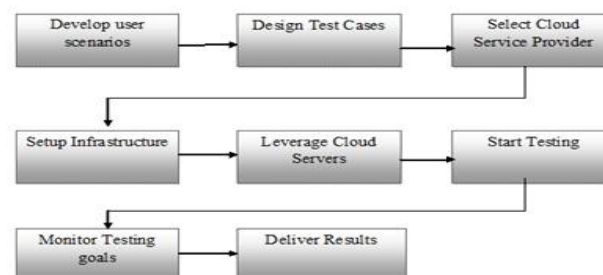 Develop user
scenarios
Design Test Cases
Select Cloud
Service Provider
Setup Infrastructure
Leverage Cloud
Servers
Start Testing
Monitor Testing
goals
Deliver Results